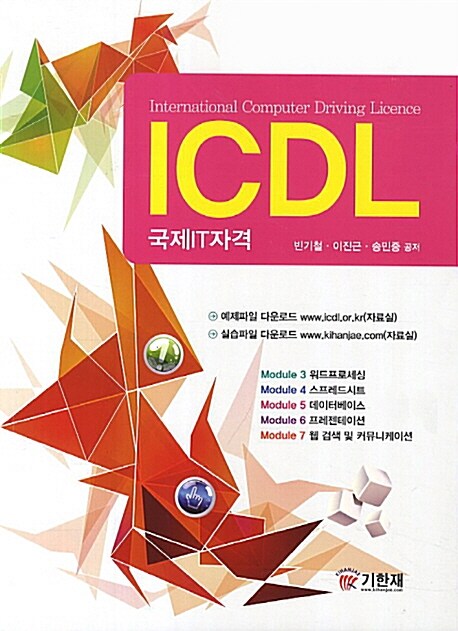 International Computer Driving Licence
ICDL
국제IT자격
빈기철 · 이진근 · 송민중 공저
예제파일 다운로드 www.icdl.or.kr(자료실)
실습파일 다운로드 www.kihanjae.com(자료실)
Module 3 워드프로세싱
Module 4 스프레드시트
Module 5 데이터베이스
Module 6 프레젠테이션
Module 7 웹 검색 및 커뮤니케이션
KIHANJAE
기한재
www.kihanjae.com